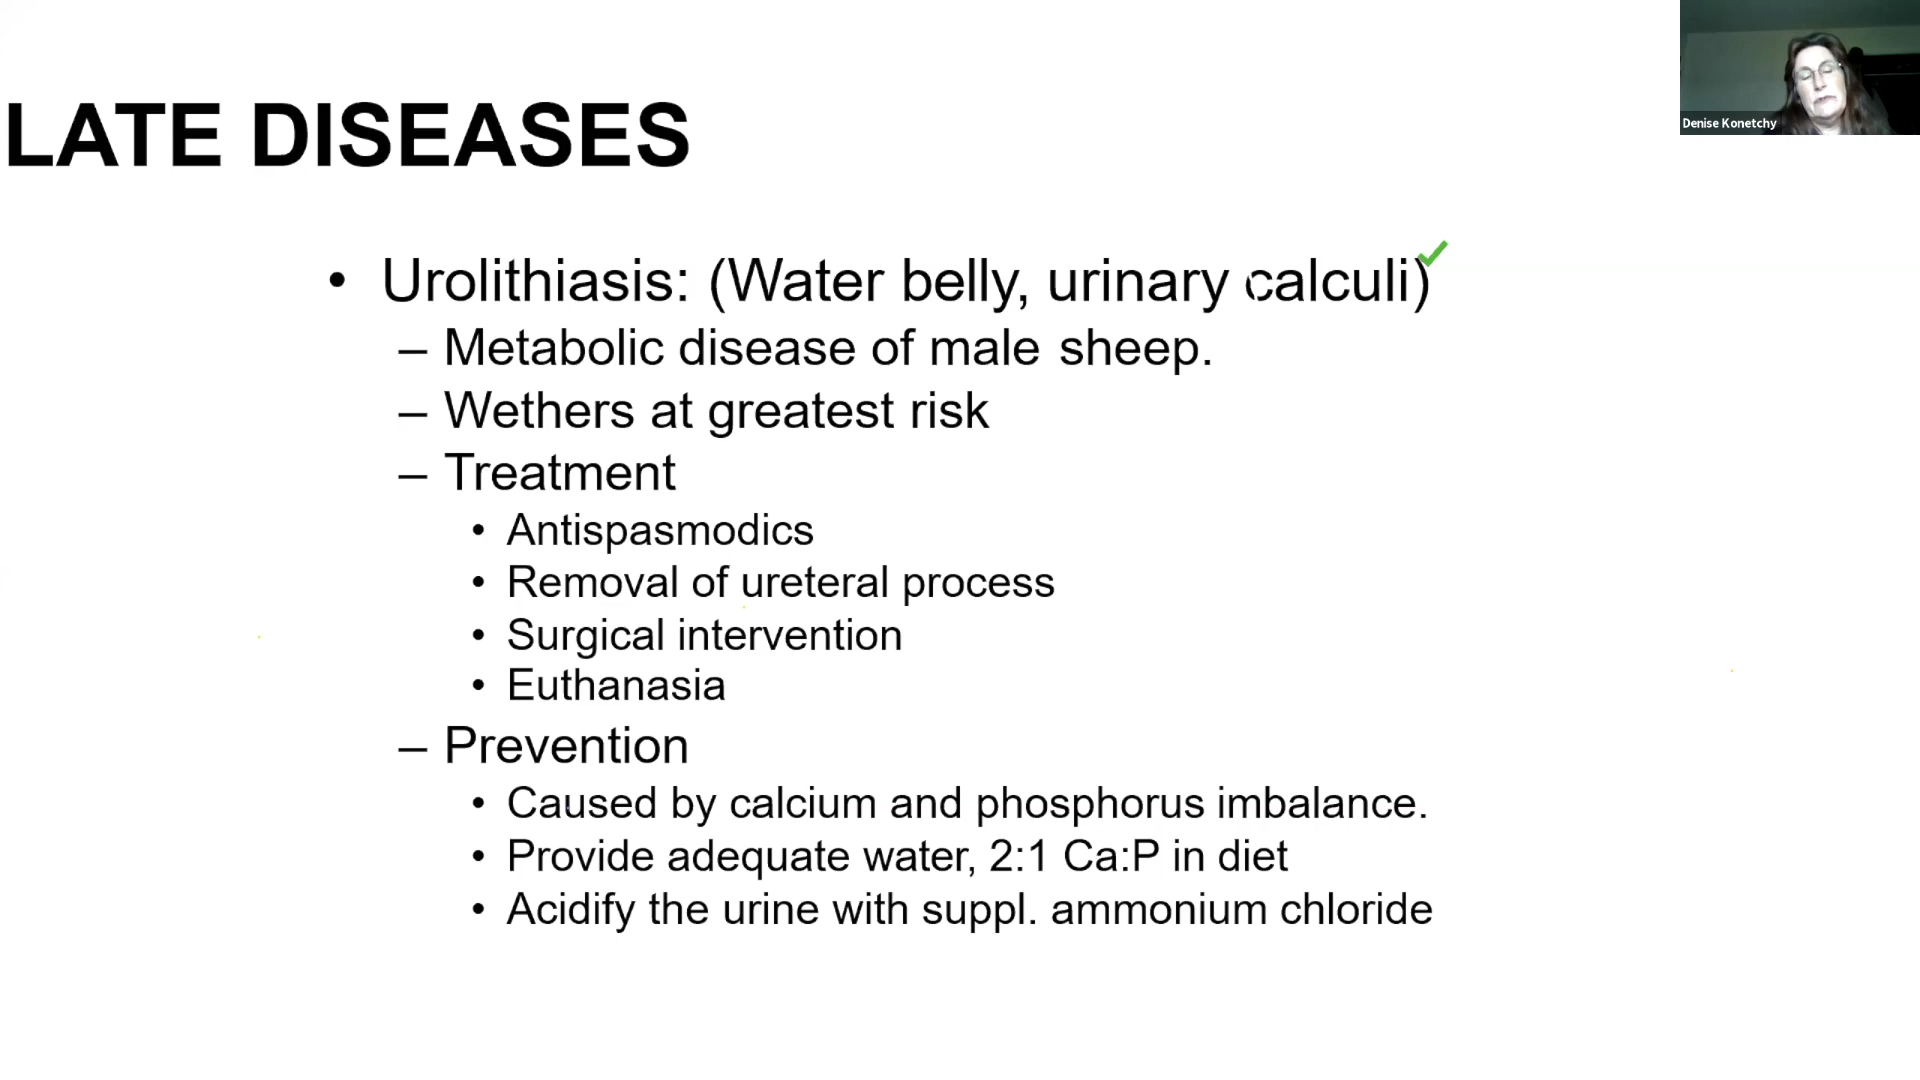 Denise Konetchy
LATE DISEASES
• Urolithiasis: (Water belly, urinary calculi)
– Metabolic disease of male sheep.
– Wethers at greatest risk
– Treatment
• Antispasmodics
• Removal of ureteral process
• Surgical intervention
• Euthanasia
– Prevention
• Caused by calcium and phosphorus imbalance.
• Provide adequate water, 2:1 Ca:P in diet
• Acidify the urine with suppl. ammonium chloride